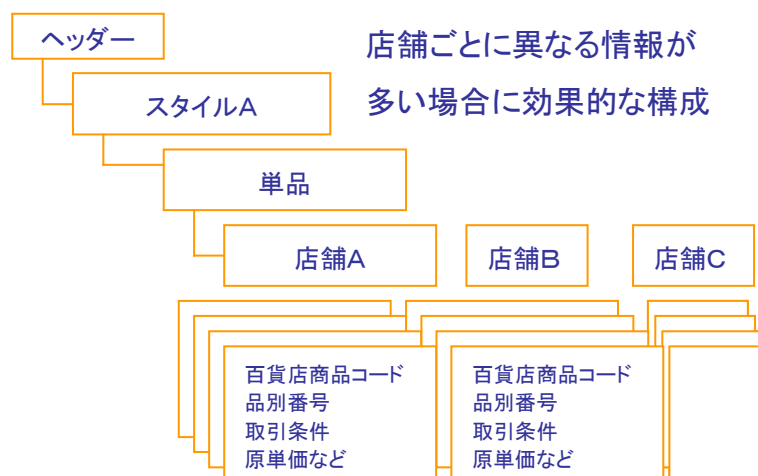 ヘッダー
店舗ごとに異なる情報が
多い場合に効果的な構成
スタイルA
単品
店舗A
店舗B
店舗C
百貨店商品コード
品別番号
取引条件
原単価など
百貨店商品コード
品別番号
取引条件
原単価など